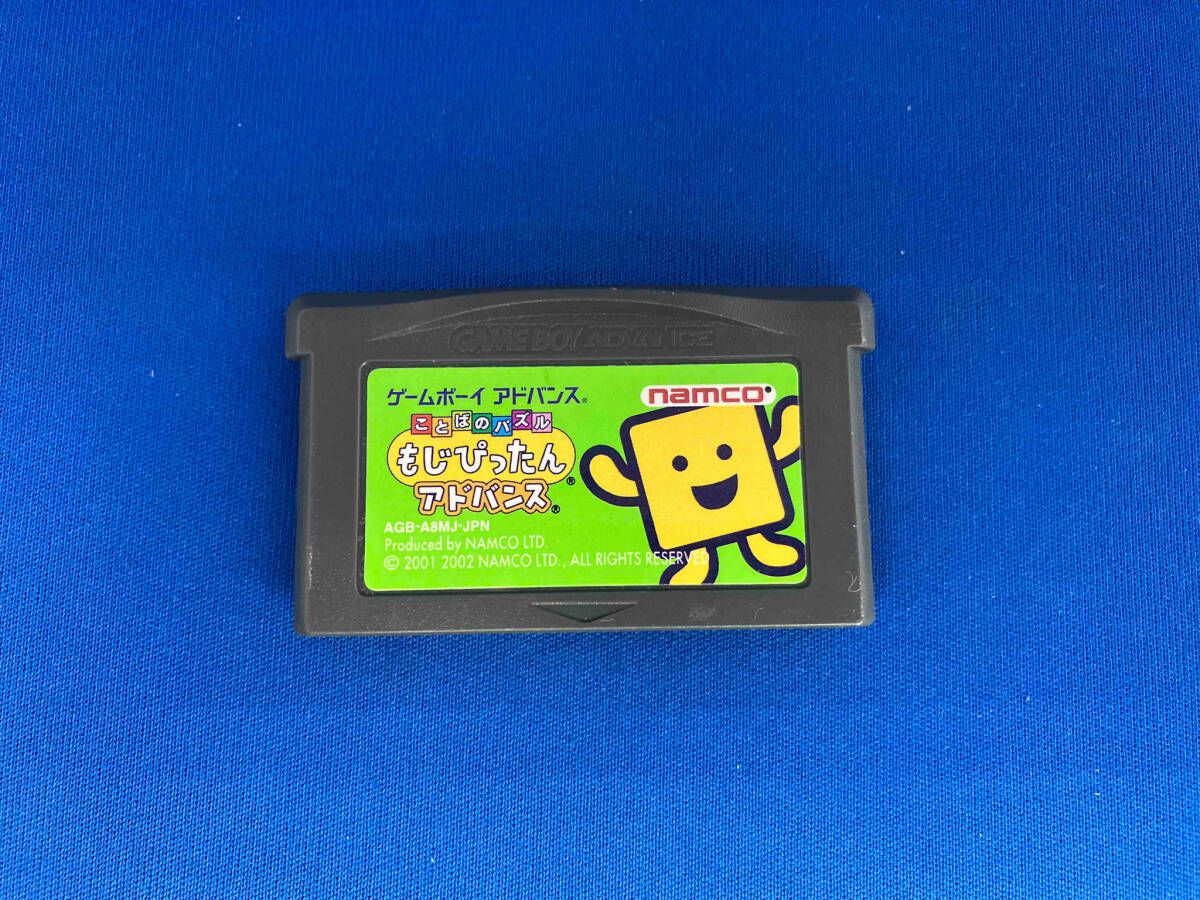 GAME BOY ADVANCE
ゲームボーイ アドバンス®
namco®
ことばのパズル
もじぴったん®
アドバンス®
AGB-A8MJ-JPN
Produced by NAMCO LTD.
© 2001 2002 NAMCO LTD., ALL RIGHTS RESERVED